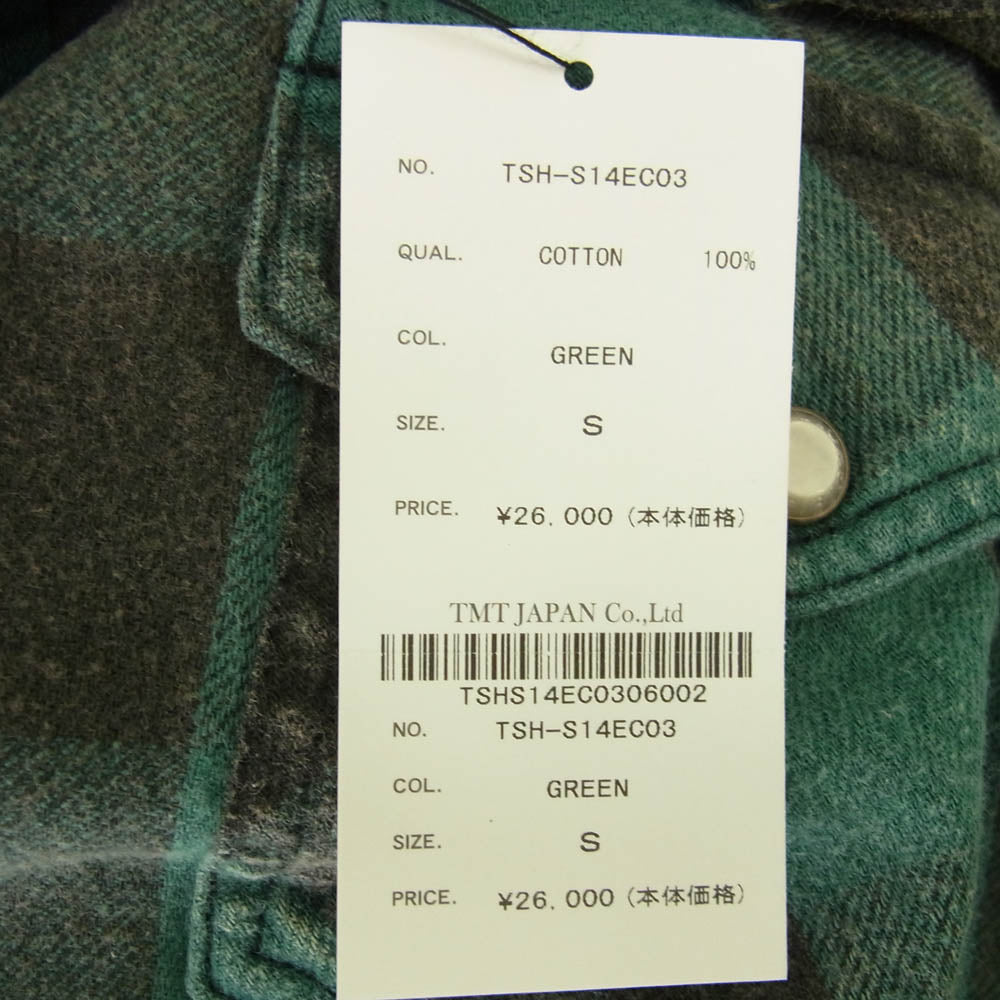 NO. TSH-S14EC03
QUAL. COTTON 100%
COL. GREEN
SIZE. S
PRICE. ¥26,000 (本体価格)
TMT JAPAN Co.,Ltd
TSHS14EC0306002
NO. TSH-S14EC03
COL. GREEN
SIZE. S
PRICE. ¥26,000 (本体価格)